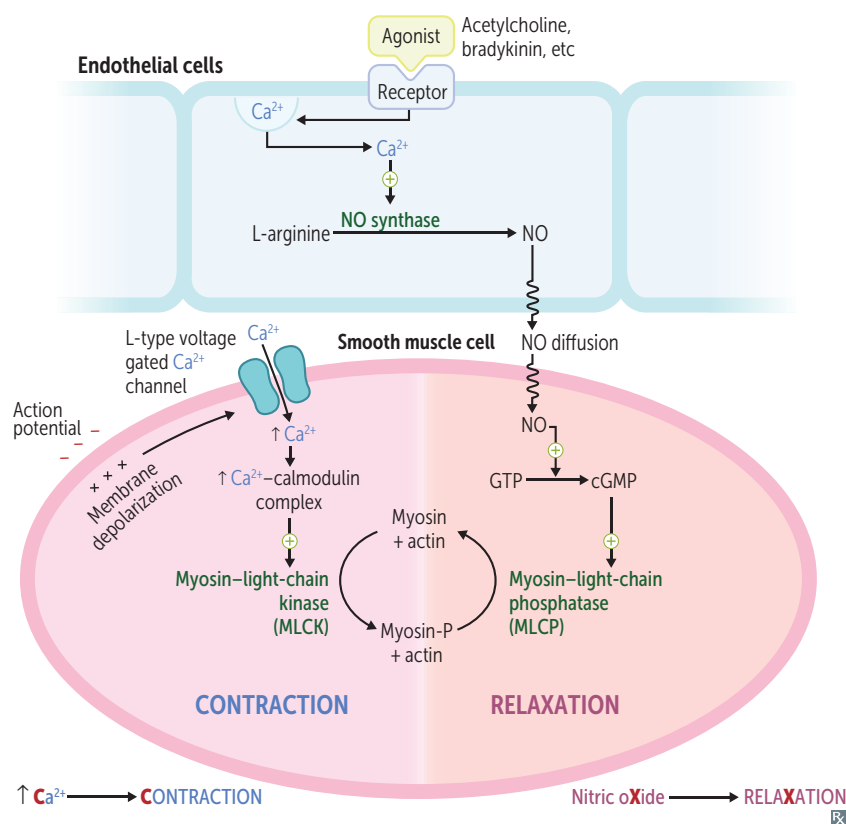 Agonist
Acetylcholine,
bradykinin, etc
Endothelial cells
Receptor
Ca²⁺
Ca²⁺
+
NO synthase
L-arginine
NO
L-type voltage
gated Ca²⁺
channel
Ca²⁺
Smooth muscle cell
NO diffusion
Action
potential
− − −
+ + +
Membrane
depolarization
↑ Ca²⁺
NO
+
GTP
cGMP
↑ Ca²⁺–calmodulin
complex
+
+
Myosin
+ actin
Myosin–light-chain
kinase
(MLCK)
Myosin–light-chain
phosphatase
(MLCP)
Myosin-P
+ actin
CONTRACTION
RELAXATION
↑ Ca²⁺ CONTRACTION
Nitric oXide RELAXATION
Rx